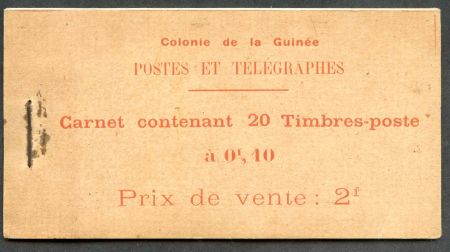 Colonie de la Guinée
POSTES ET TÉLÉGRAPHES
Carnet contenant 20 Timbres-poste
à 0f, 10
Prix de vente : 2f